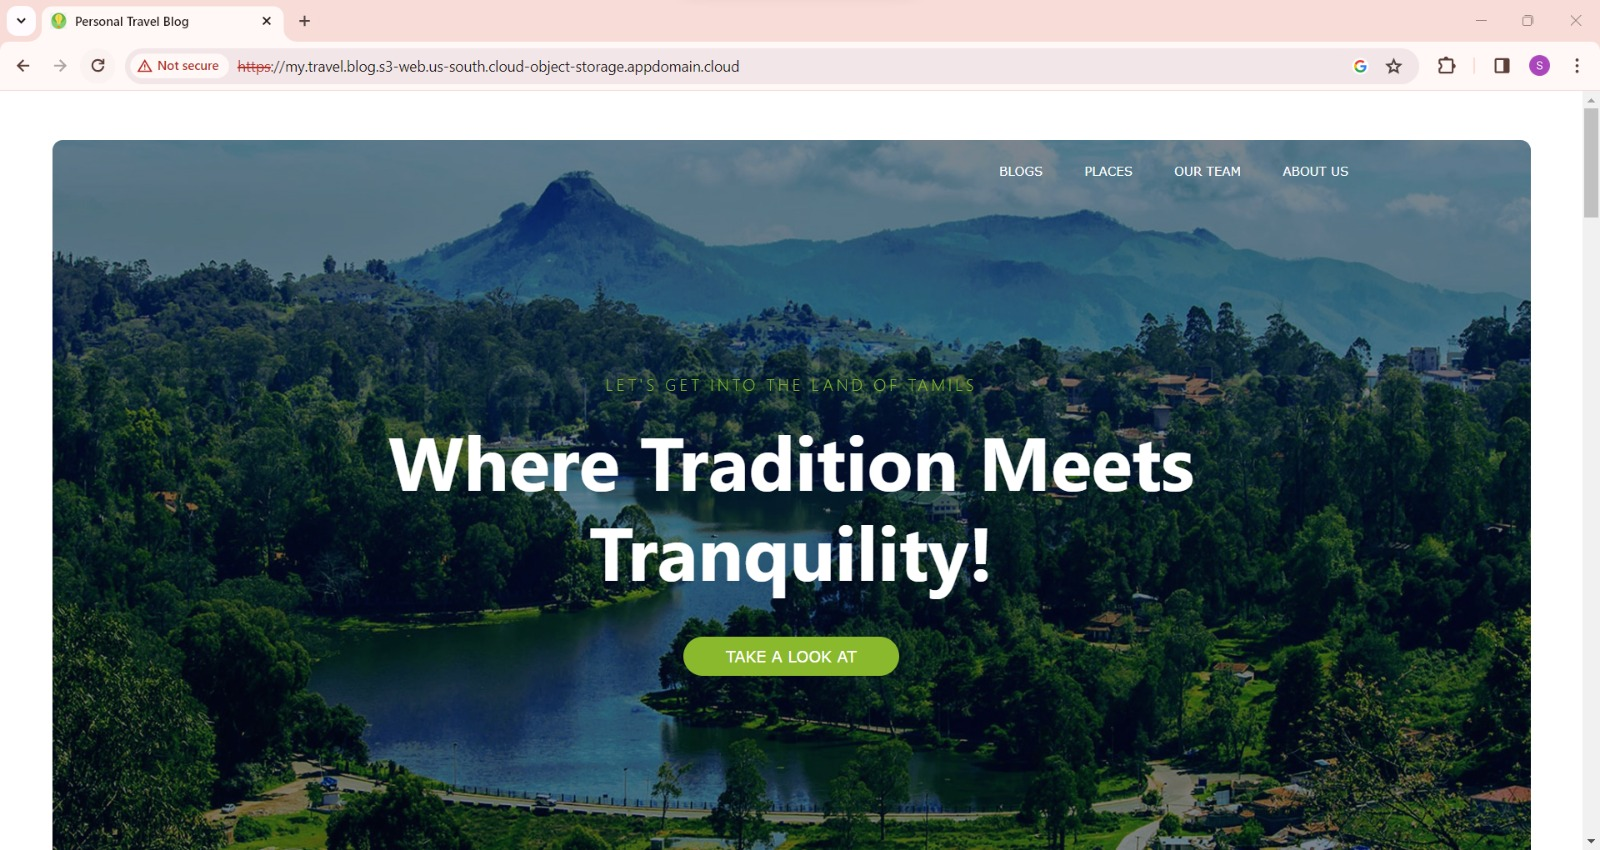 Personal Travel Blog
Not secure
https://my.travel.blog.s3-web.us-south.cloud-object-storage.appdomain.cloud
S
BLOGS
PLACES
OUR TEAM
ABOUT US
LET'S GET INTO THE LAND OF TAMILS
Where Tradition Meets
Tranquility!
TAKE A LOOK AT